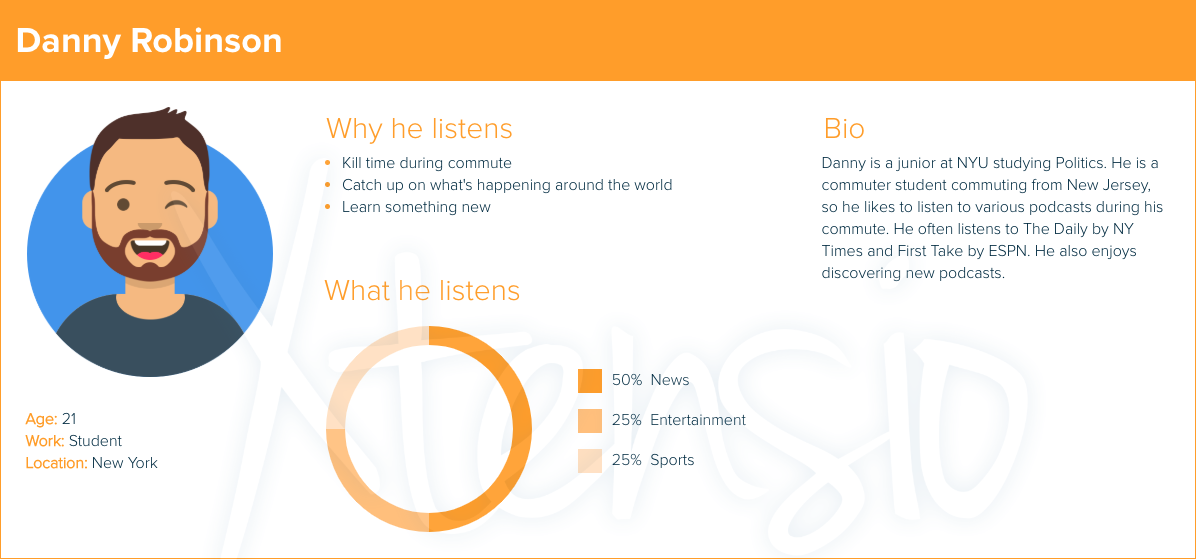 Danny Robinson
Why he listens
Kill time during commute
Catch up on what's happening around the world
Learn something new
What he listens
50% News
25% Entertainment
25% Sports
Bio
Danny is a junior at NYU studying Politics. He is a
commuter student commuting from New Jersey,
so he likes to listen to various podcasts during his
commute. He often listens to The Daily by NY
Times and First Take by ESPN. He also enjoys
discovering new podcasts.
Age: 21
Work: Student
Location: New York
Xtensio